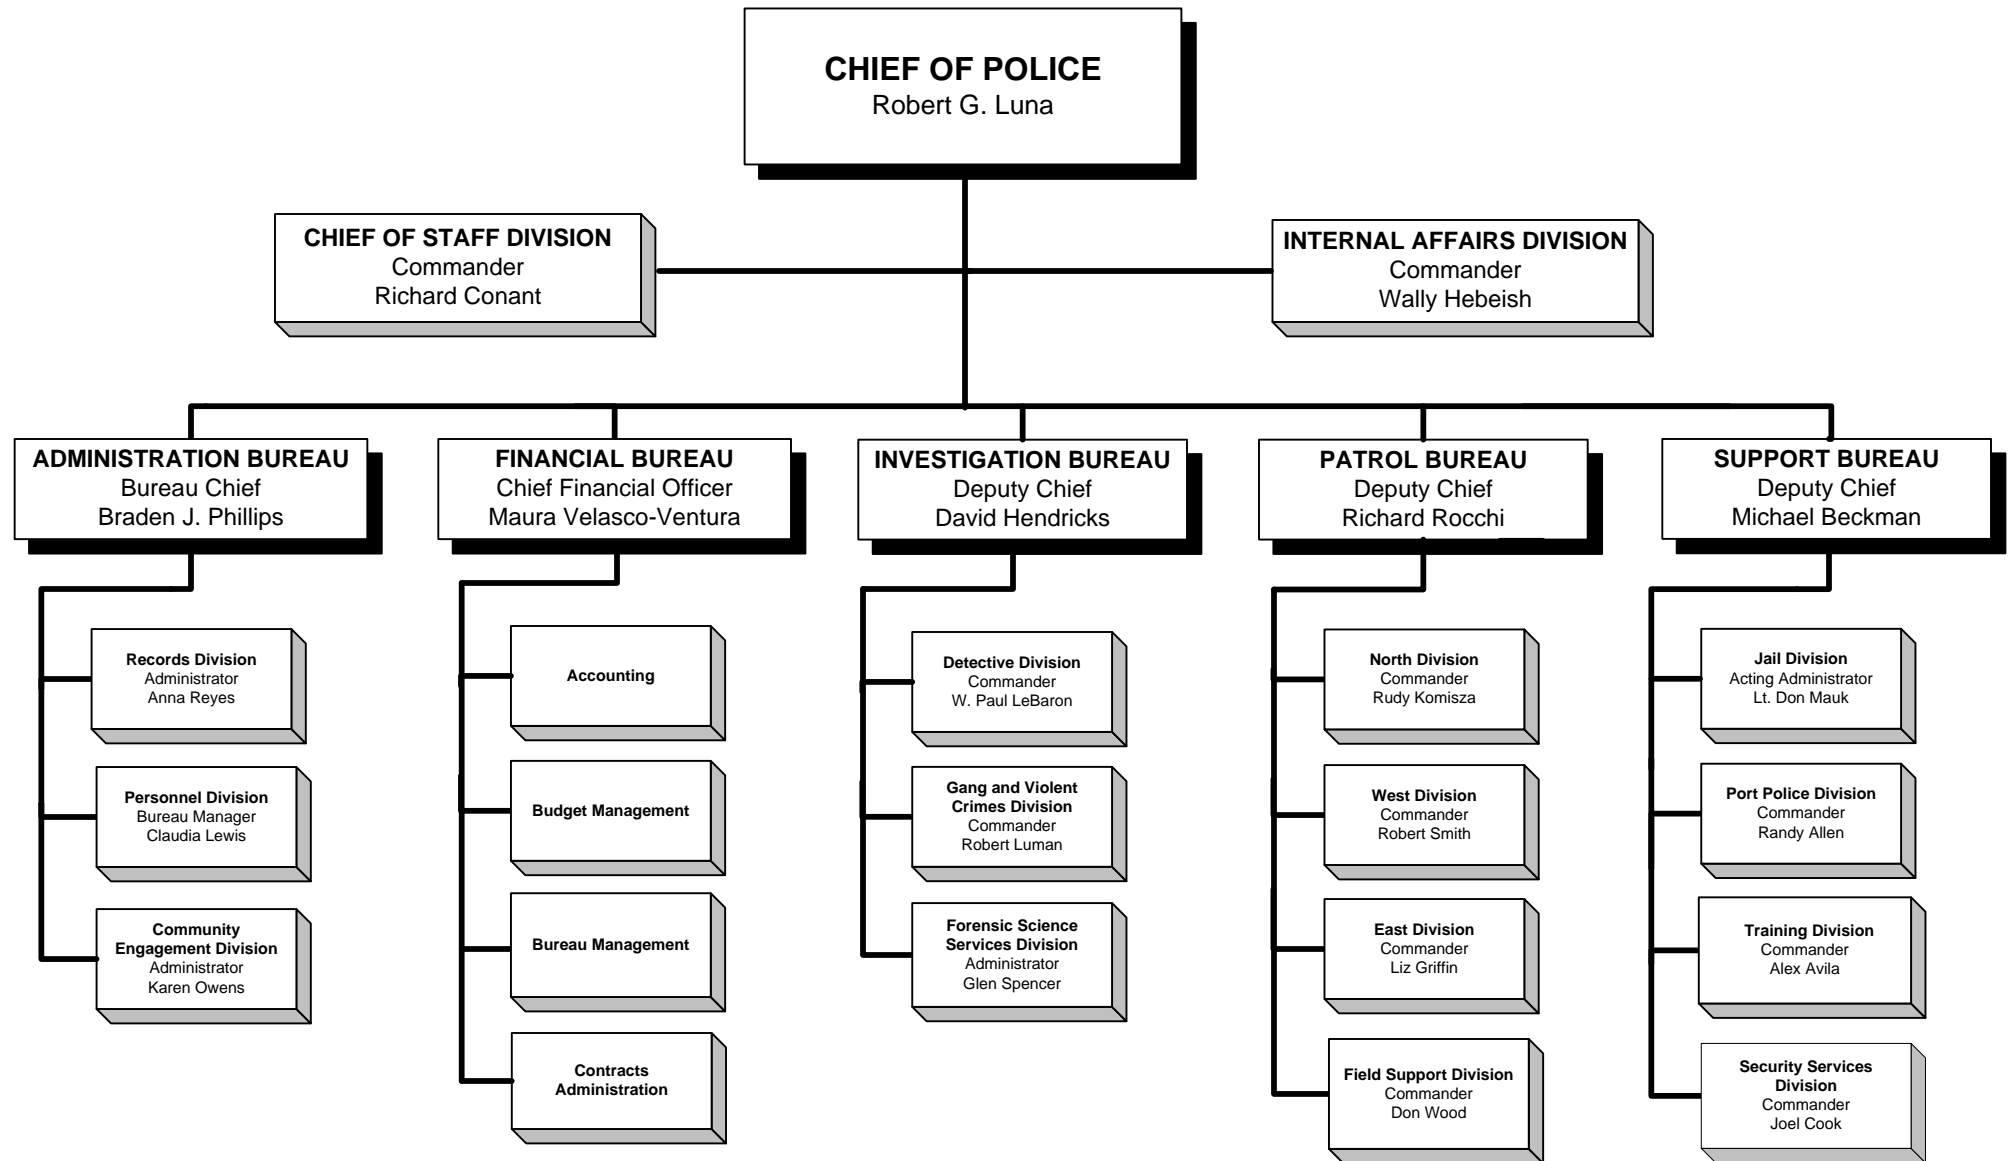 CHIEF OF POLICE
Robert G. Luna
CHIEF OF STAFF DIVISION
Commander
Richard Conant
INTERNAL AFFAIRS DIVISION
Commander
Wally Hebeish
ADMINISTRATION BUREAU
Bureau Chief
Braden J. Phillips
FINANCIAL BUREAU
Chief Financial Officer
Maura Velasco-Ventura
INVESTIGATION BUREAU
Deputy Chief
David Hendricks
PATROL BUREAU
Deputy Chief
Richard Rocchi
SUPPORT BUREAU
Deputy Chief
Michael Beckman
Records Division
Administrator
Anna Reyes
Personnel Division
Bureau Manager
Claudia Lewis
Community
Engagement Division
Administrator
Karen Owens
Accounting
Budget Management
Bureau Management
Contracts
Administration
Detective Division
Commander
W. Paul LeBaron
Gang and Violent
Crimes Division
Commander
Robert Luman
Forensic Science
Services Division
Administrator
Glen Spencer
North Division
Commander
Rudy Komisza
West Division
Commander
Robert Smith
East Division
Commander
Liz Griffin
Field Support Division
Commander
Don Wood
Jail Division
Acting Administrator
Lt. Don Mauk
Port Police Division
Commander
Randy Allen
Training Division
Commander
Alex Avila
Security Services
Division
Commander
Joel Cook